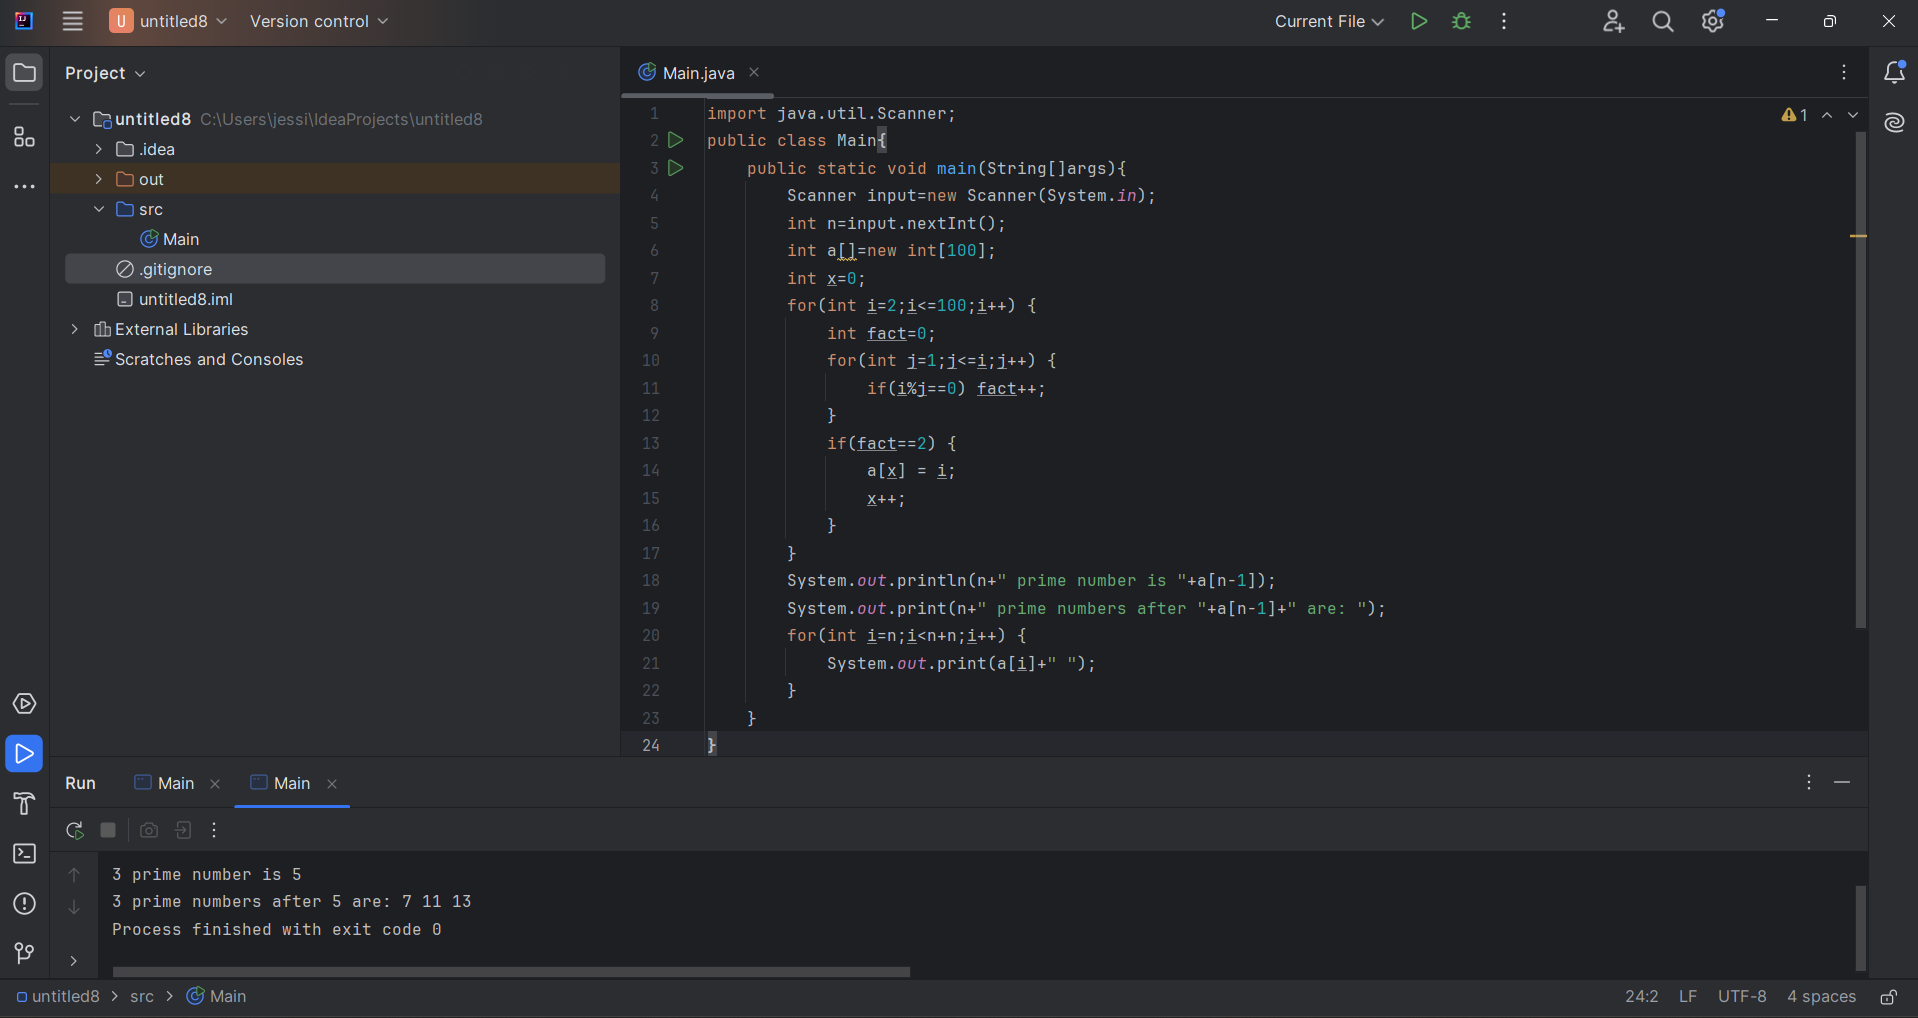 U untitled8 Version control Current File
Project
Main.java
untitled8 C:\Users\jessi\IdeaProjects\untitled8
.idea
out
src
Main
.gitignore
untitled8.iml
External Libraries
Scratches and Consoles
1 import java.util.Scanner;
2 public class Main{
3 public static void main(String[]args){
4 Scanner input=new Scanner(System.in);
5 int n=input.nextInt();
6 int a[]=new int[100];
7 int x=0;
8 for(int i=2;i<=100;i++) {
9 int fact=0;
10 for(int j=1;j<=i;j++) {
11 if(i%j==0) fact++;
12 }
13 if(fact==2) {
14 a[x] = i;
15 x++;
16 }
17 }
18 System.out.println(n+" prime number is "+a[n-1]);
19 System.out.print(n+" prime numbers after "+a[n-1]+" are: ");
20 for(int i=n;i<n+n;i++) {
21 System.out.print(a[i]+" ");
22 }
23 }
24 }
1
Run Main Main
3 prime number is 5
3 prime numbers after 5 are: 7 11 13
Process finished with exit code 0
untitled8 > src > Main 24:2 LF UTF-8 4 spaces